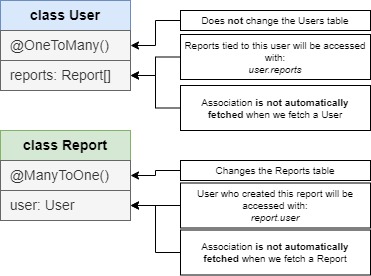 class User
@OneToMany()
reports: Report[]
Does not change the Users table
Reports tied to this user will be accessed
with:
user.reports
Association is not automatically
fetched when we fetch a User
class Report
@ManyToOne()
user: User
Changes the Reports table
User who created this report will be
accessed with:
report.user
Association is not automatically
fetched when we fetch a Report